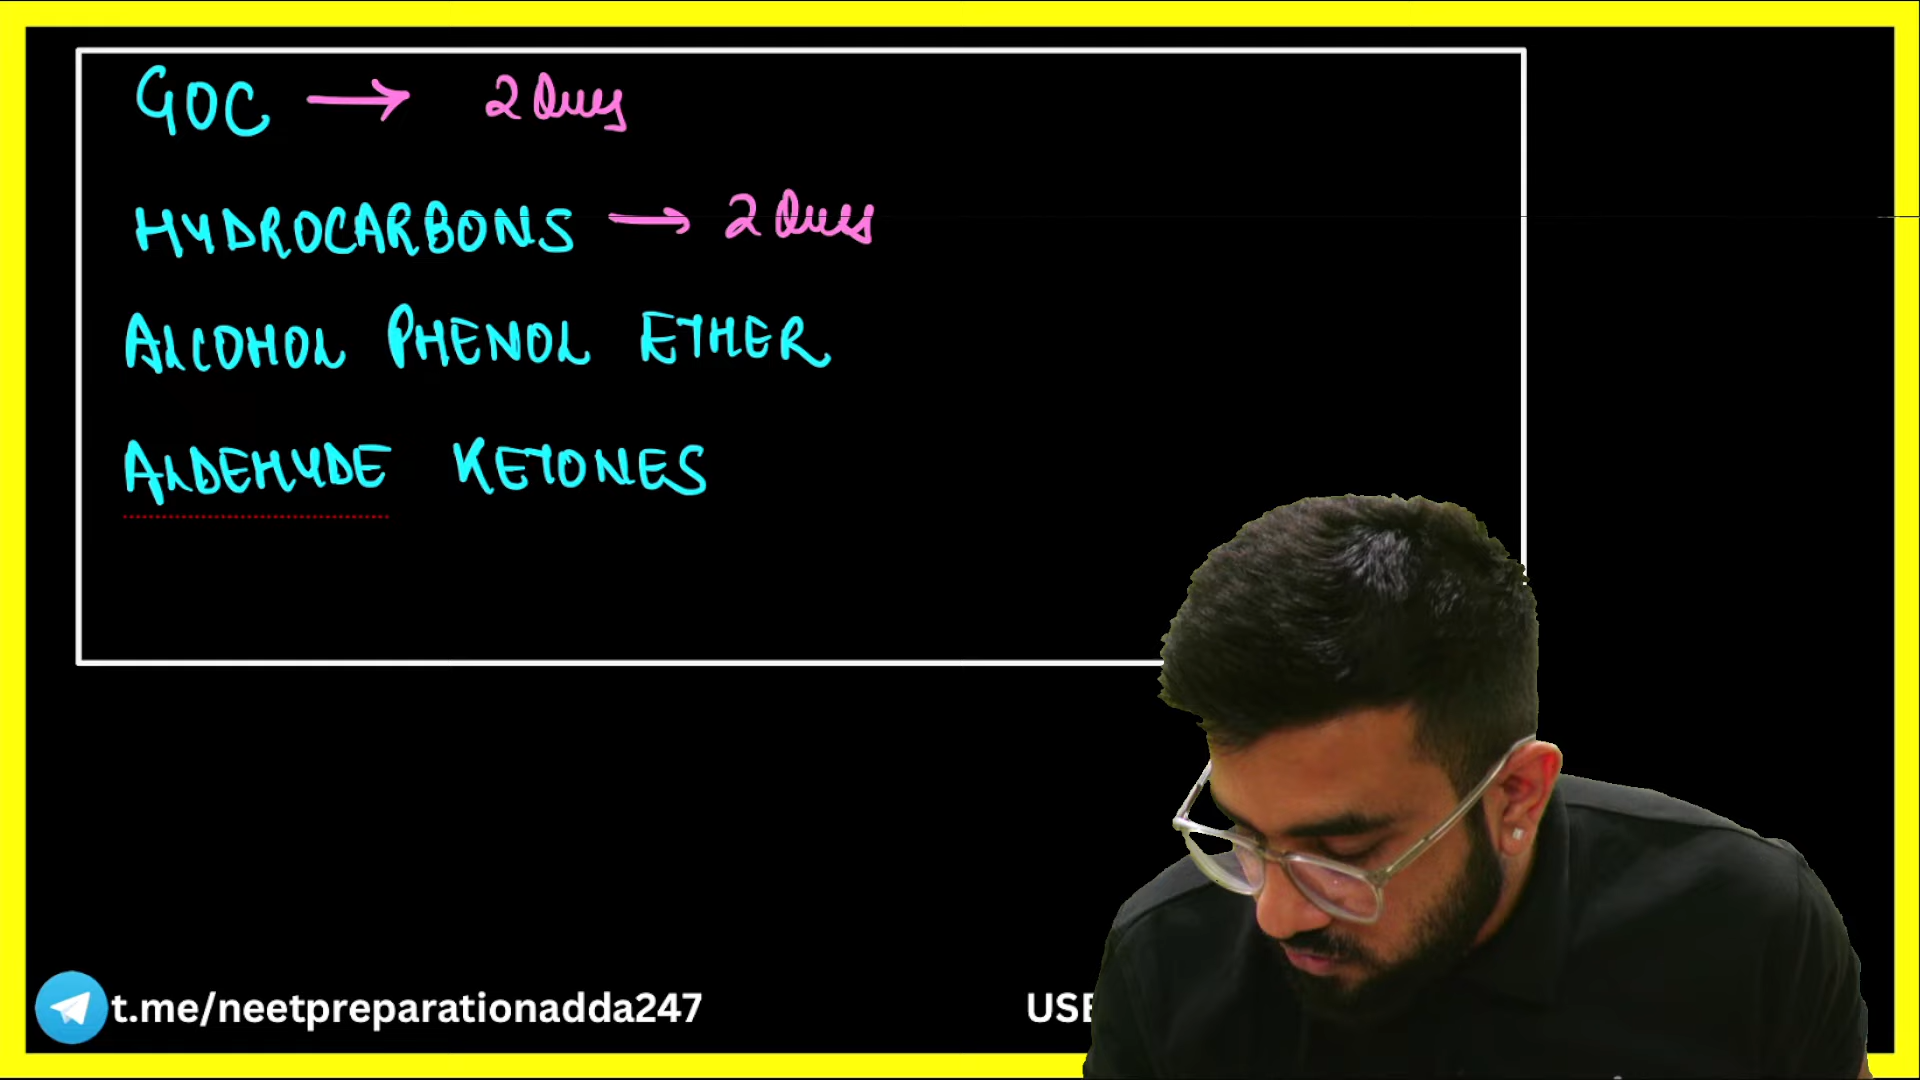 GOC → 2 Ques
HYDROCARBONS → 2 Ques
ALCOHOL PHENOL ETHER
ALDEHYDE KETONES
t.me/neetpreparationadda247
USE